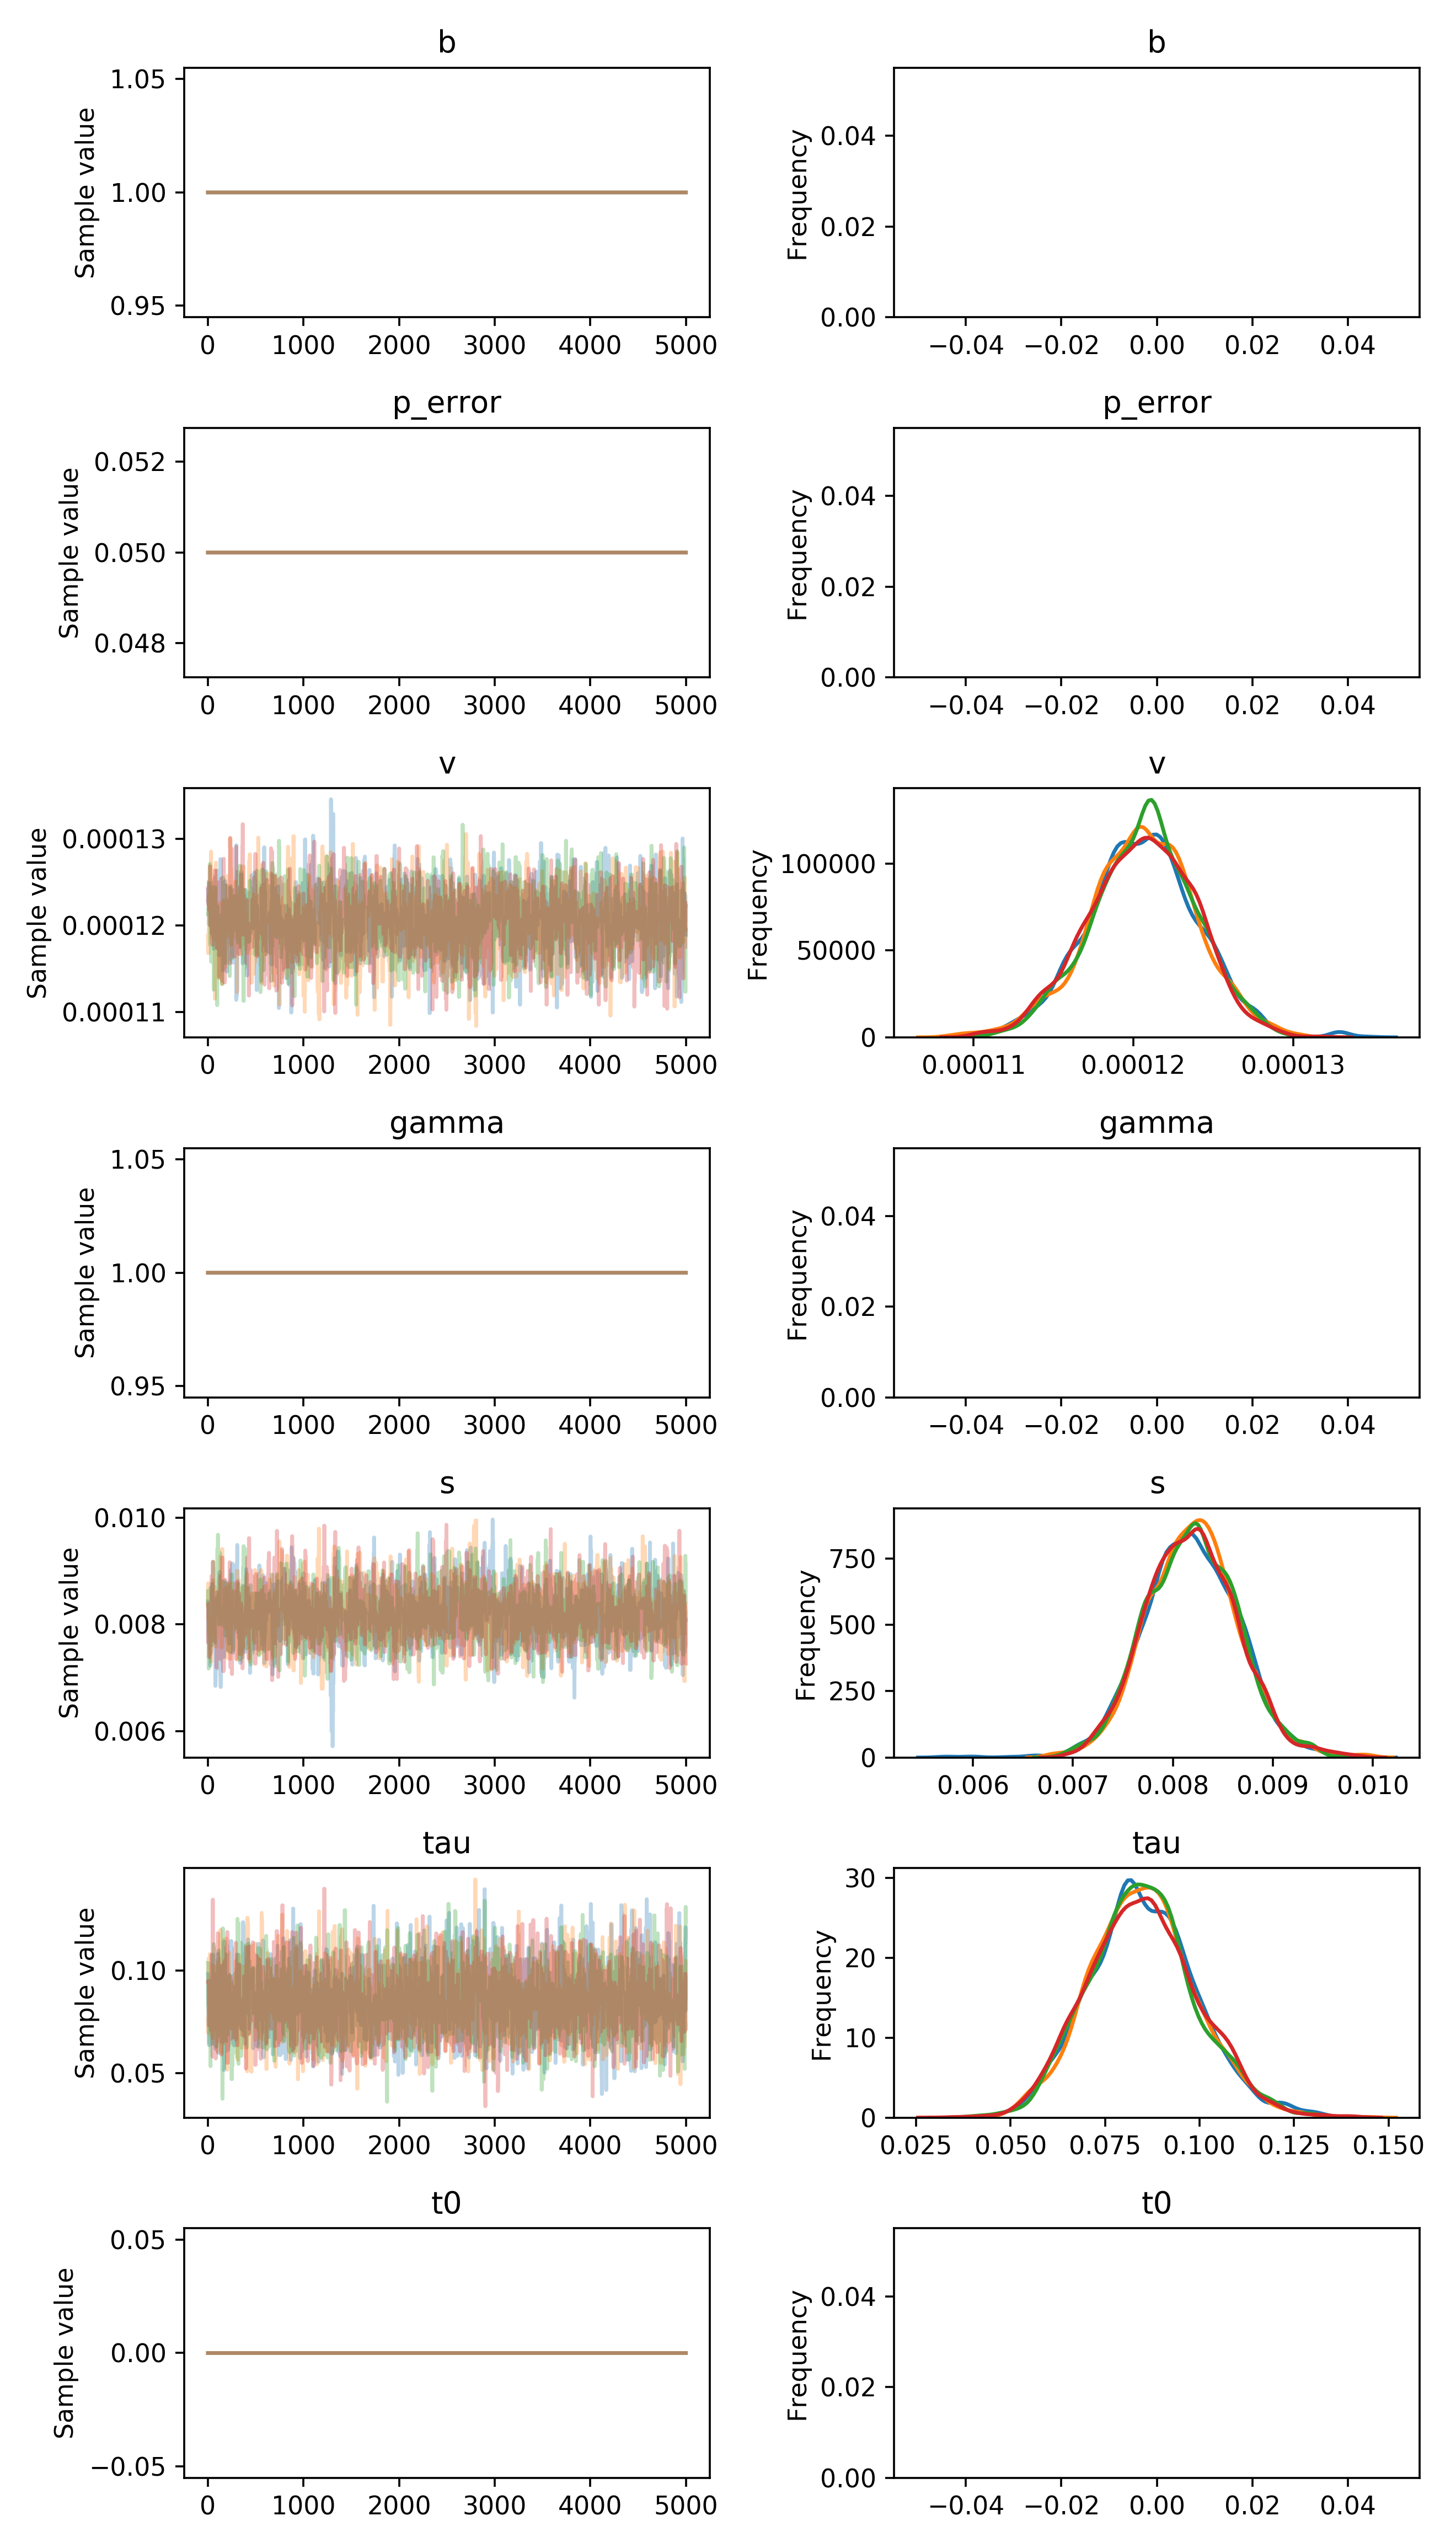 b
b
Sample value
1.05
1.00
0.95
0 1000 2000 3000 4000 5000
Frequency
0.04
0.02
0.00
−0.04 −0.02 0.00 0.02 0.04
p_error
p_error
Sample value
0.052
0.050
0.048
0 1000 2000 3000 4000 5000
Frequency
0.04
0.02
0.00
−0.04 −0.02 0.00 0.02 0.04
v
v
Sample value
0.00013
0.00012
0.00011
0 1000 2000 3000 4000 5000
Frequency
100000
50000
0
0.00011 0.00012 0.00013
gamma
gamma
Sample value
1.05
1.00
0.95
0 1000 2000 3000 4000 5000
Frequency
0.04
0.02
0.00
−0.04 −0.02 0.00 0.02 0.04
s
s
Sample value
0.010
0.008
0.006
0 1000 2000 3000 4000 5000
Frequency
750
500
250
0
0.006 0.007 0.008 0.009 0.010
tau
tau
Sample value
0.10
0.05
0 1000 2000 3000 4000 5000
Frequency
30
20
10
0
0.025 0.050 0.075 0.100 0.125 0.150
t0
t0
Sample value
0.05
0.00
−0.05
0 1000 2000 3000 4000 5000
Frequency
0.04
0.02
0.00
−0.04 −0.02 0.00 0.02 0.04